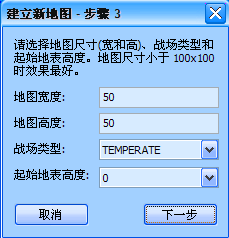 建立新地图 - 步骤 3
请选择地图尺寸(宽和高)、战场类型和
起始地表高度。地图尺寸小于 100x100
时效果最好。
地图宽度: 50
地图高度: 50
战场类型: TEMPERATE
起始地表高度: 0
取消 下一步